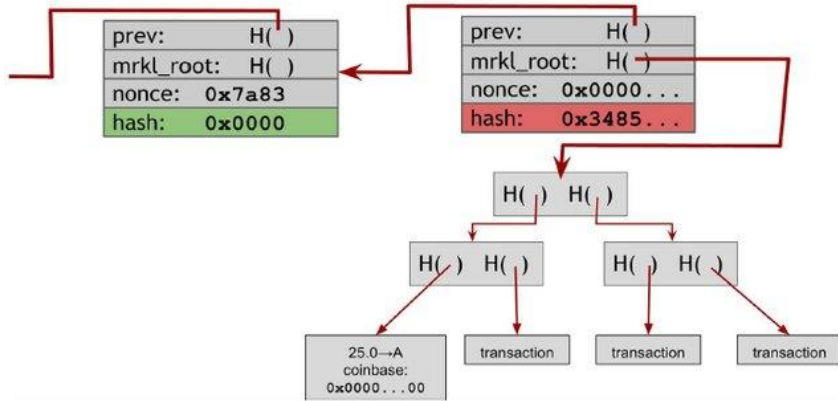 prev: H( )
mrkl_root: H( )
nonce: 0x7a83
hash: 0x0000
prev: H( )
mrkl_root: H( )
nonce: 0x0000...
hash: 0x3485...
H( ) H( )
H( ) H( )
H( ) H( )
25.0→A
coinbase:
0x0000...00
transaction
transaction
transaction